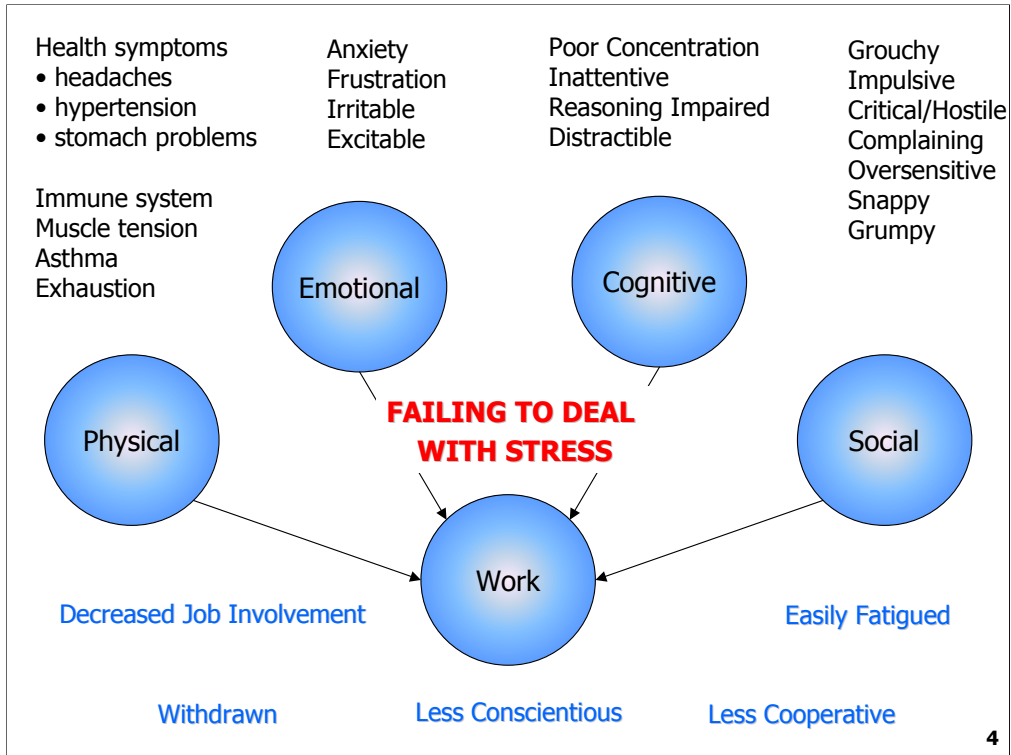 Health symptoms
• headaches
• hypertension
• stomach problems
Immune system
Muscle tension
Asthma
Exhaustion
Anxiety
Frustration
Irritable
Excitable
Poor Concentration
Inattentive
Reasoning Impaired
Distractible
Grouchy
Impulsive
Critical/Hostile
Complaining
Oversensitive
Snappy
Grumpy
Emotional
Cognitive
Physical
FAILING TO DEAL
WITH STRESS
Social
Work
Decreased Job Involvement
Easily Fatigued
Withdrawn
Less Conscientious
Less Cooperative
4